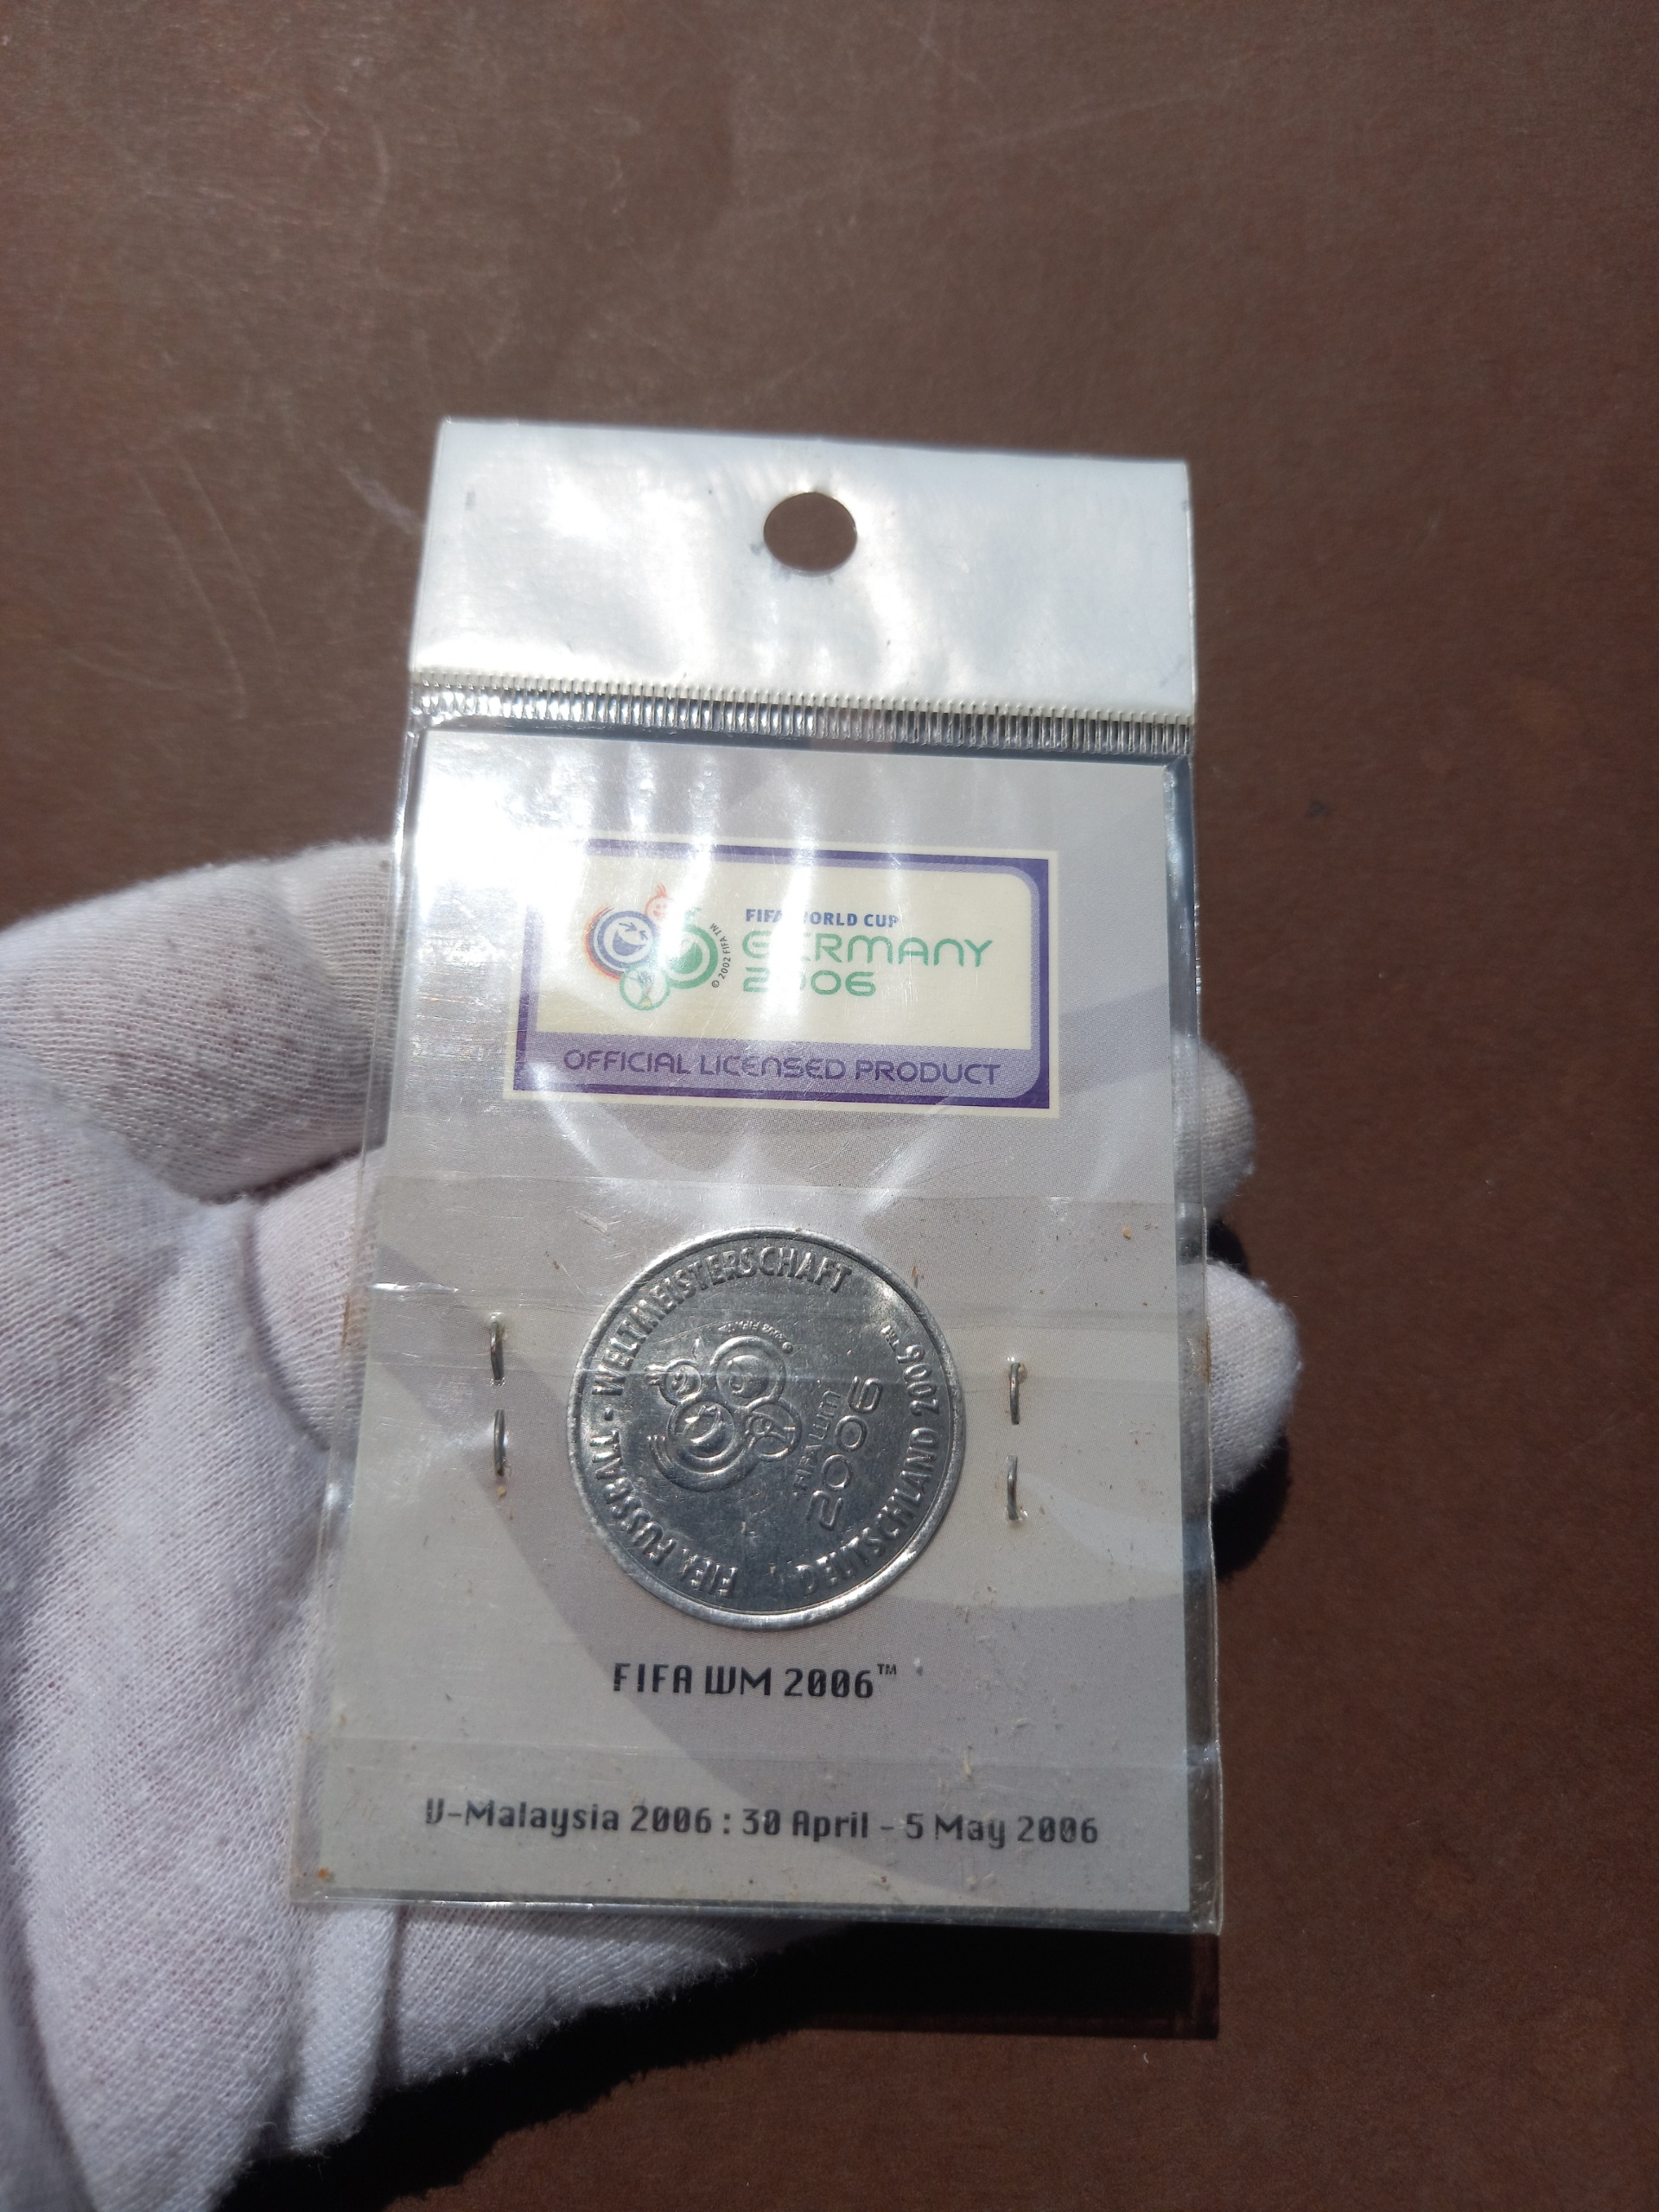 FIFA WORLD CUP
GERMANY
2006
© 2002 FIFA TM
OFFICIAL LICENSED PRODUCT
FIFA FUSSBALL - WELTMEISTERSCHAFT
DEUTSCHLAND 2006™
FIFA WM
2006
FIFA WM 2006™
V-Malaysia 2006 : 30 April - 5 May 2006